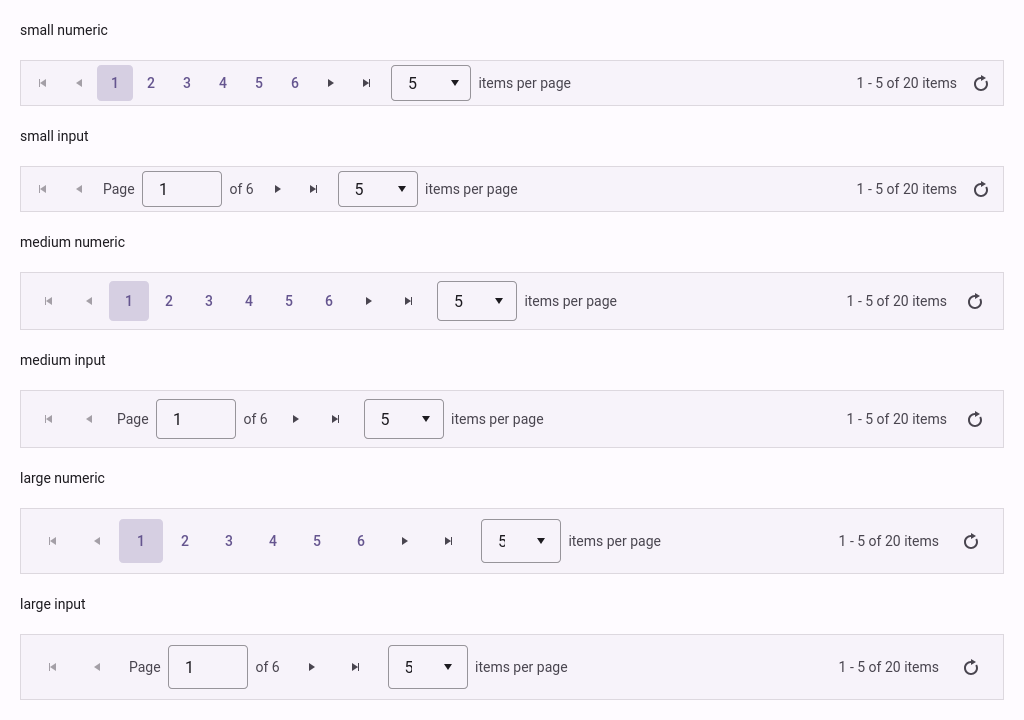 small numeric
1 2 3 4 5 6 5 items per page 1 - 5 of 20 items
small input
Page 1 of 6 5 items per page 1 - 5 of 20 items
medium numeric
1 2 3 4 5 6 5 items per page 1 - 5 of 20 items
medium input
Page 1 of 6 5 items per page 1 - 5 of 20 items
large numeric
1 2 3 4 5 6 5 items per page 1 - 5 of 20 items
large input
Page 1 of 6 5 items per page 1 - 5 of 20 items